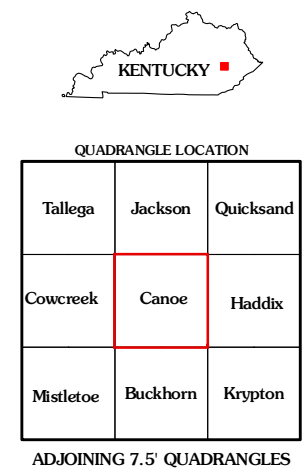 KENTUCKY
QUADRANGLE LOCATION
Tallega Jackson Quicksand
Cowcreek Canoe Haddix
Mistletoe Buckhorn Krypton
ADJOINING 7.5' QUADRANGLES